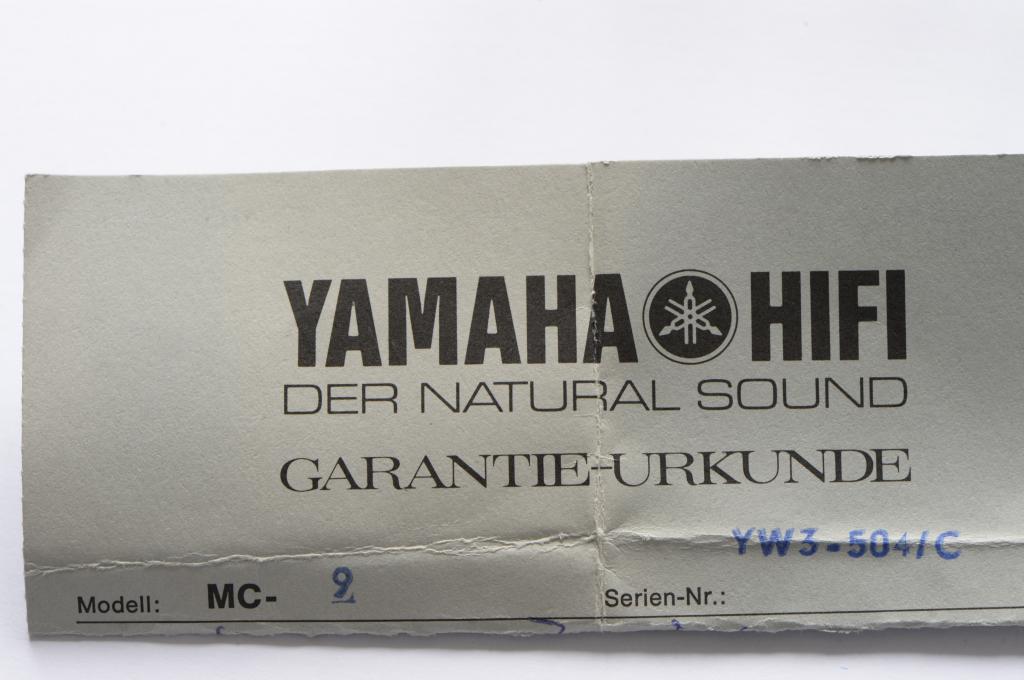 YAMAHA HIFI
DER NATURAL SOUND
GARANTIE-URKUNDE
YW3-504/C
Modell: MC- 9
Serien-Nr.: